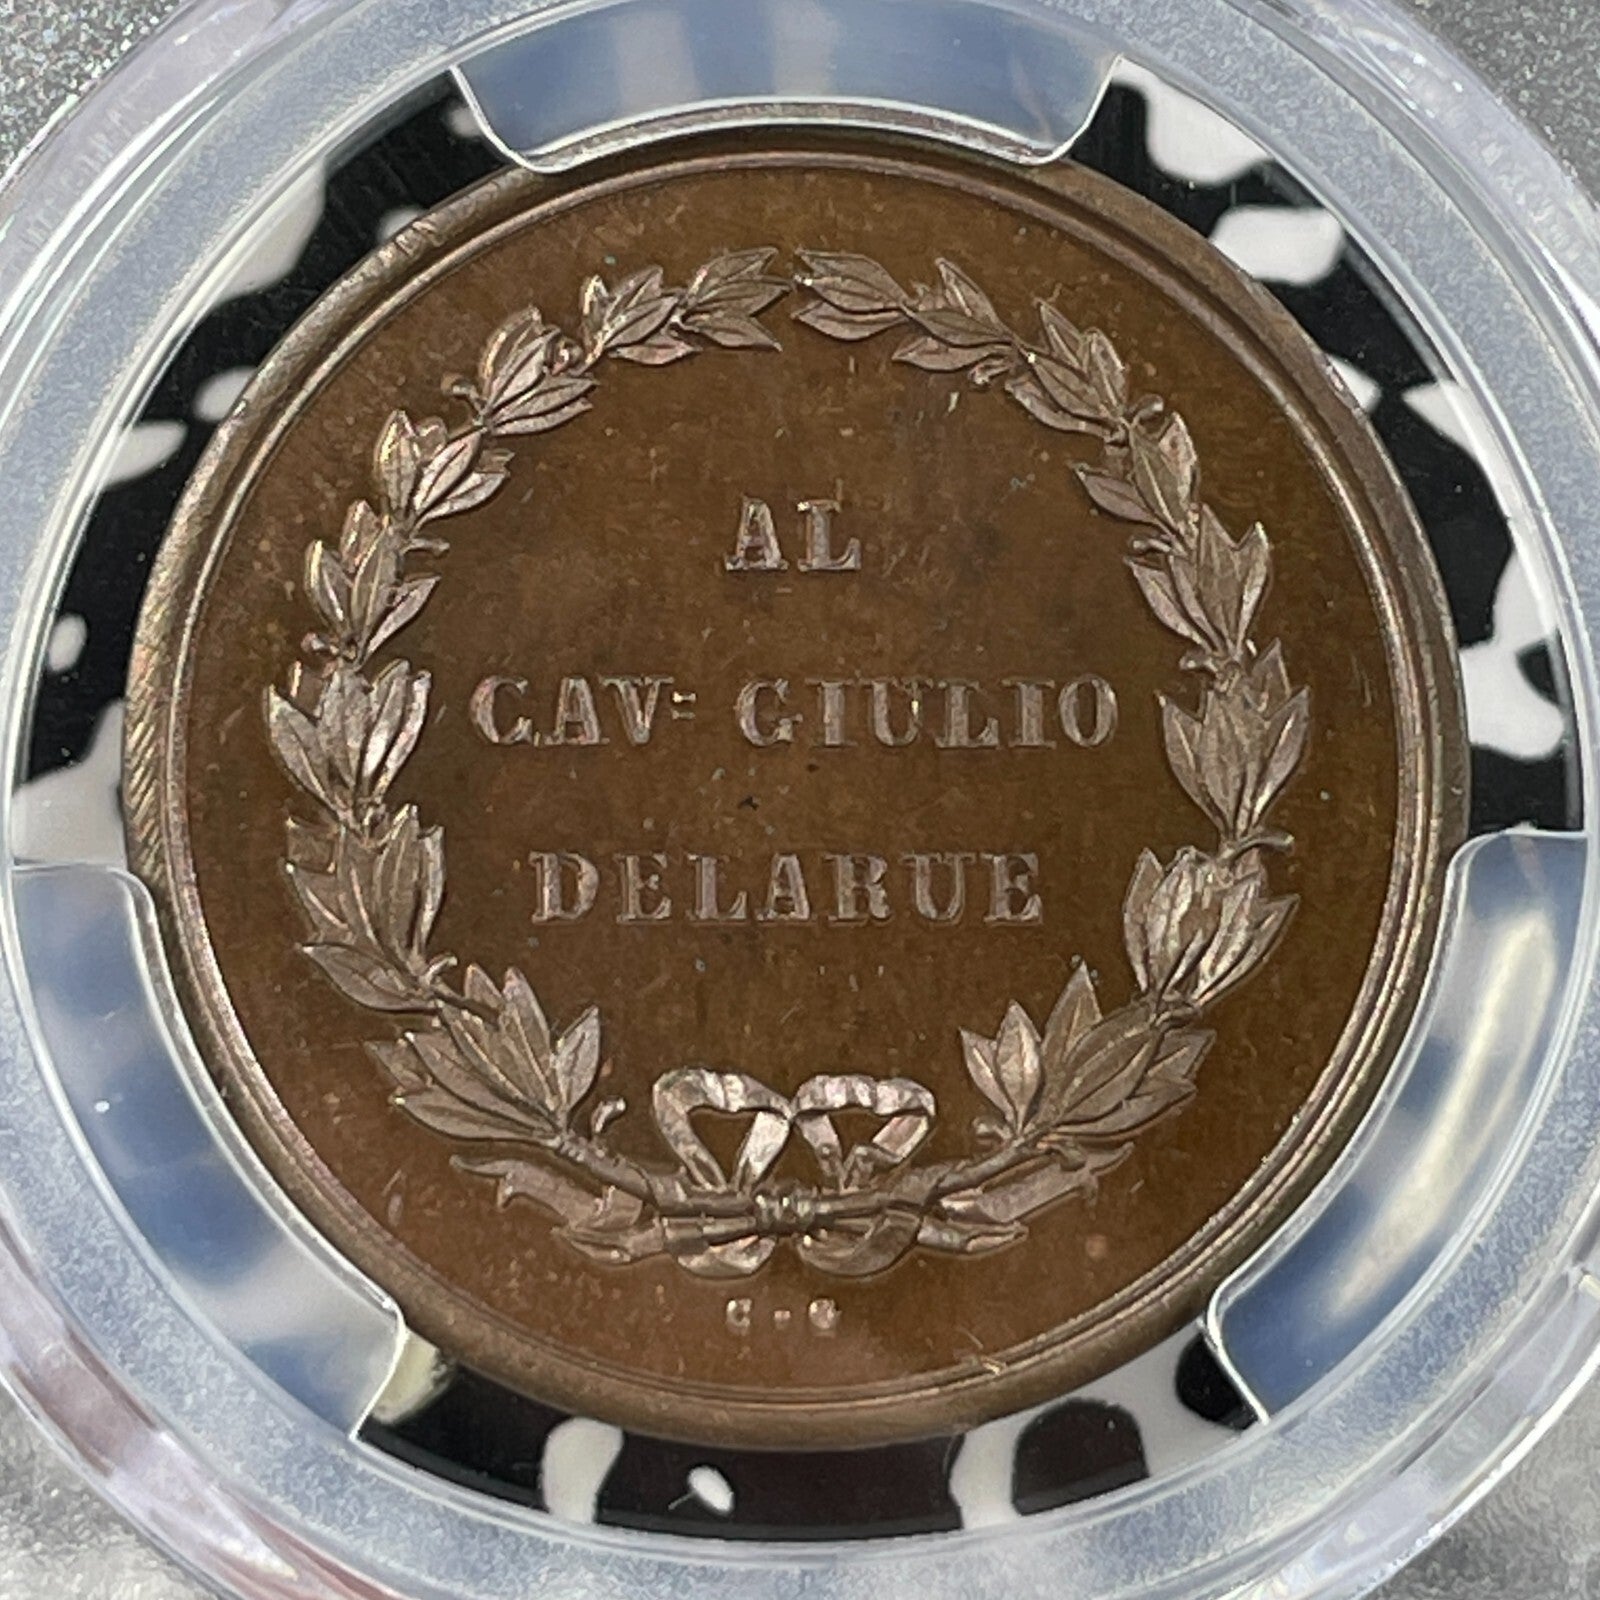 AL
CAV: GIULIO
DELARUE
C · G